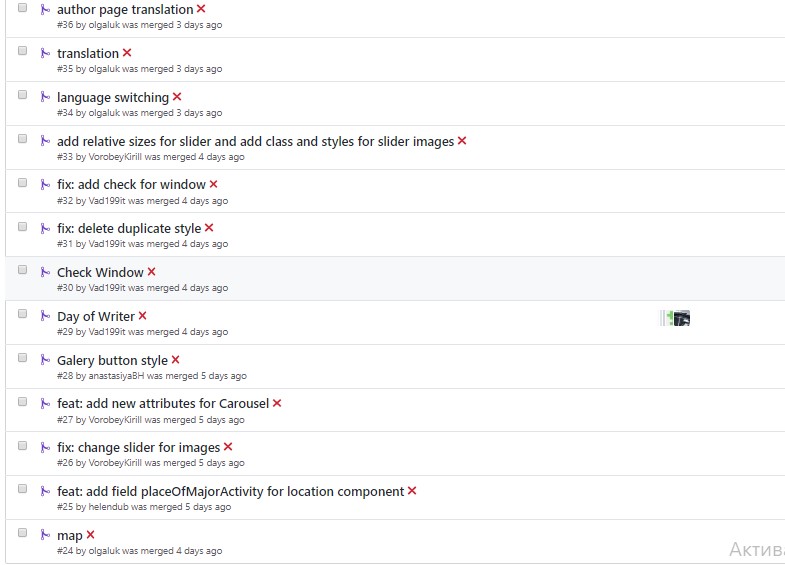 author page translation
#36 by olgaluk was merged 3 days ago
translation
#35 by olgaluk was merged 3 days ago
language switching
#34 by olgaluk was merged 3 days ago
add relative sizes for slider and add class and styles for slider images
#33 by VorobeyKirill was merged 4 days ago
fix: add check for window
#32 by Vad199it was merged 4 days ago
fix: delete duplicate style
#31 by Vad199it was merged 4 days ago
Check Window
#30 by Vad199it was merged 4 days ago
Day of Writer
#29 by Vad199it was merged 4 days ago
Galery button style
#28 by anastasiyaBH was merged 5 days ago
feat: add new attributes for Carousel
#27 by VorobeyKirill was merged 5 days ago
fix: change slider for images
#26 by VorobeyKirill was merged 5 days ago
feat: add field placeOfMajorActivity for location component
#25 by helendub was merged 5 days ago
map
#24 by olgaluk was merged 4 days ago